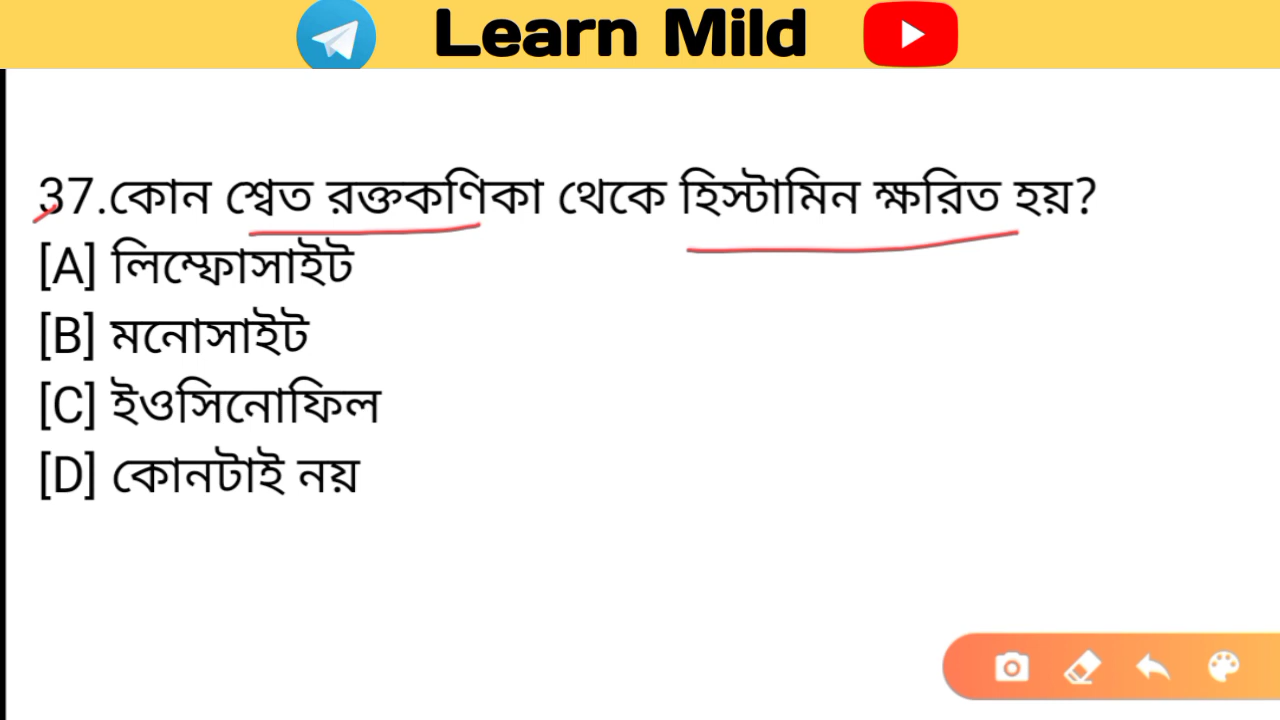 Learn Mild
37.কোন শ্বেত রক্তকণিকা থেকে হিস্টামিন ক্ষরিত হয়?
[A] লিম্ফোসাইট
[B] মনোসাইট
[C] ইওসিনোফিল
[D] কোনটাই নয়